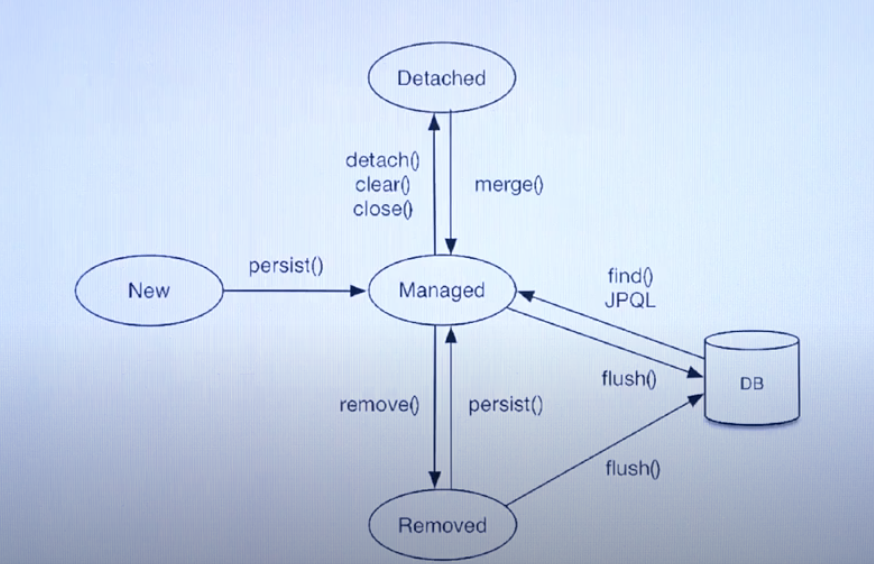 Detached
detach()
clear()
close()
merge()
New
persist()
Managed
find()
JPQL
flush()
DB
remove()
persist()
flush()
Removed